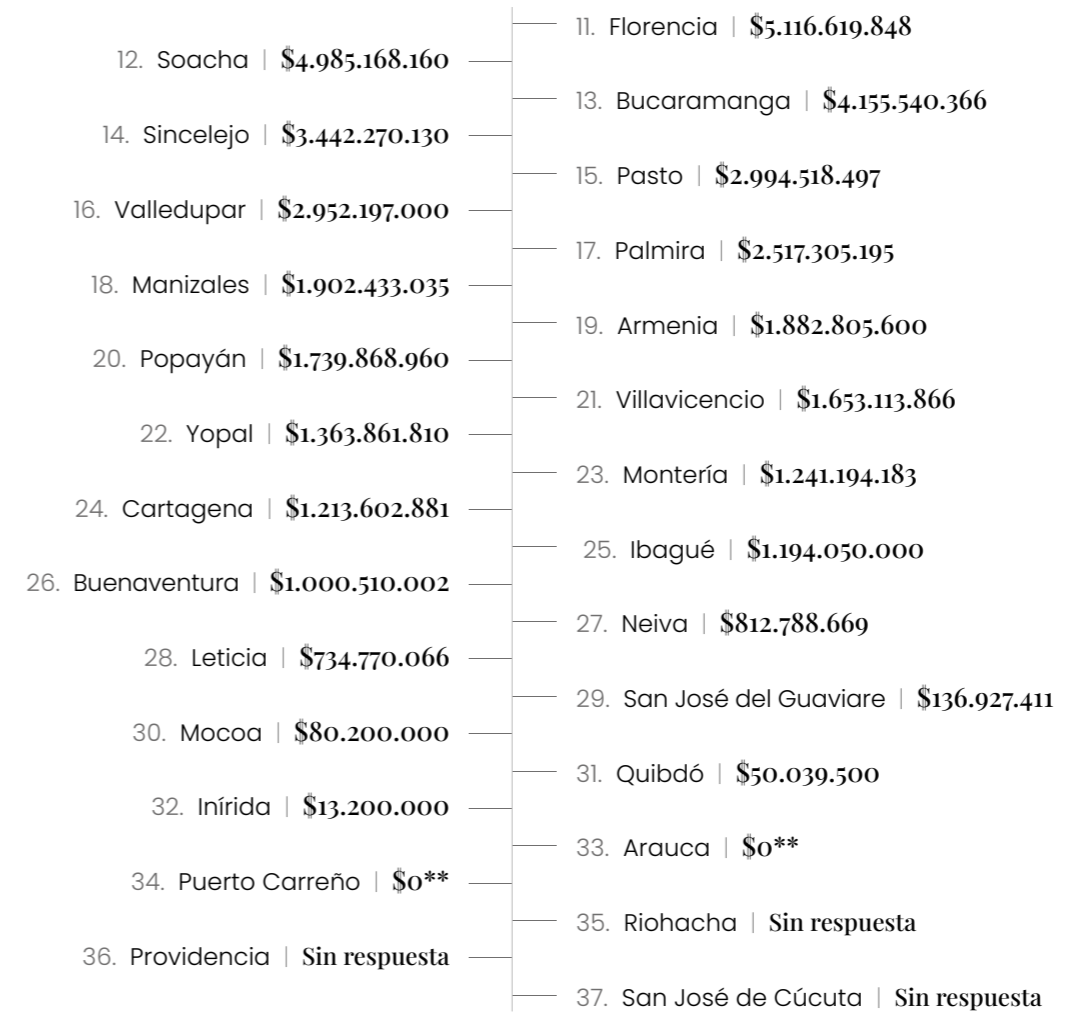 11. Florencia | $5.116.619.848
12. Soacha | $4.985.168.160
13. Bucaramanga | $4.155.540.366
14. Sincelejo | $3.442.270.130
15. Pasto | $2.994.518.497
16. Valledupar | $2.952.197.000
17. Palmira | $2.517.305.195
18. Manizales | $1.902.433.035
19. Armenia | $1.882.805.600
20. Popayán | $1.739.868.960
21. Villavicencio | $1.653.113.866
22. Yopal | $1.363.861.810
23. Montería | $1.241.194.183
24. Cartagena | $1.213.602.881
25. Ibagué | $1.194.050.000
26. Buenaventura | $1.000.510.002
27. Neiva | $812.788.669
28. Leticia | $734.770.066
29. San José del Guaviare | $136.927.411
30. Mocoa | $80.200.000
31. Quibdó | $50.039.500
32. Inírida | $13.200.000
33. Arauca | $0**
34. Puerto Carreño | $0**
35. Riohacha | Sin respuesta
36. Providencia | Sin respuesta
37. San José de Cúcuta | Sin respuesta